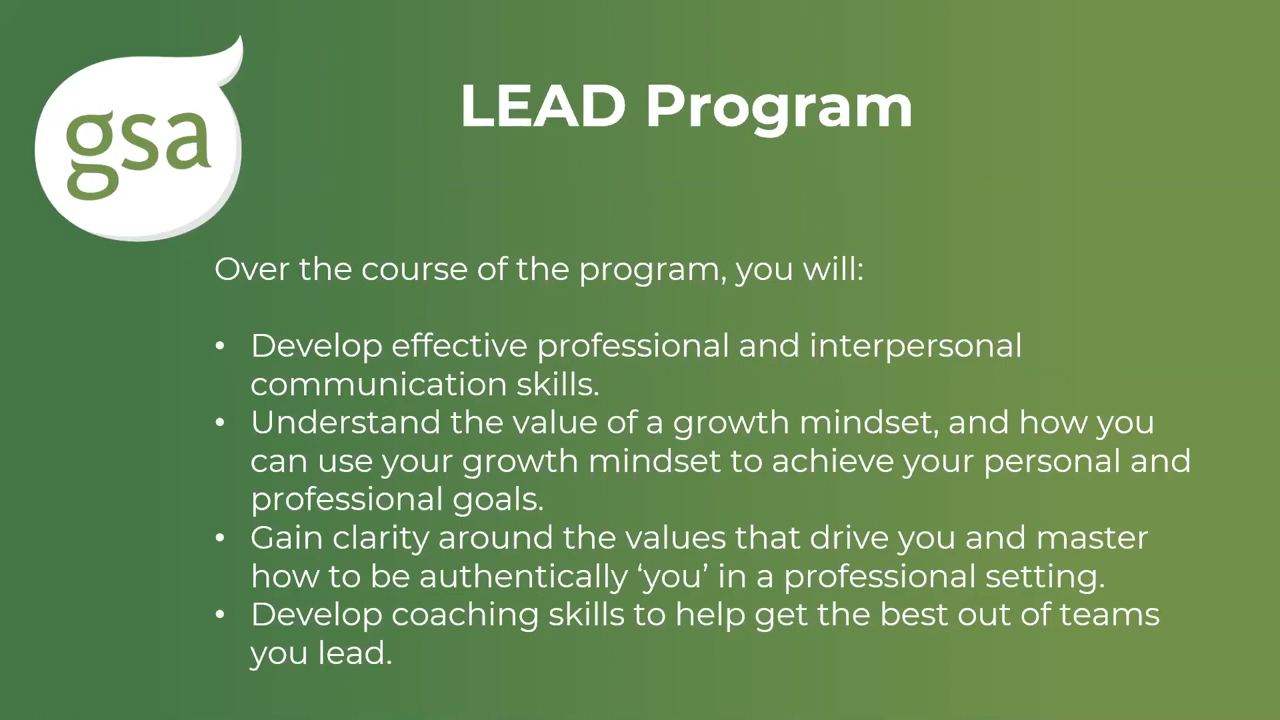 gsa
LEAD Program
Over the course of the program, you will:
• Develop effective professional and interpersonal
communication skills.
• Understand the value of a growth mindset, and how you
can use your growth mindset to achieve your personal and
professional goals.
• Gain clarity around the values that drive you and master
how to be authentically ‘you’ in a professional setting.
• Develop coaching skills to help get the best out of teams
you lead.